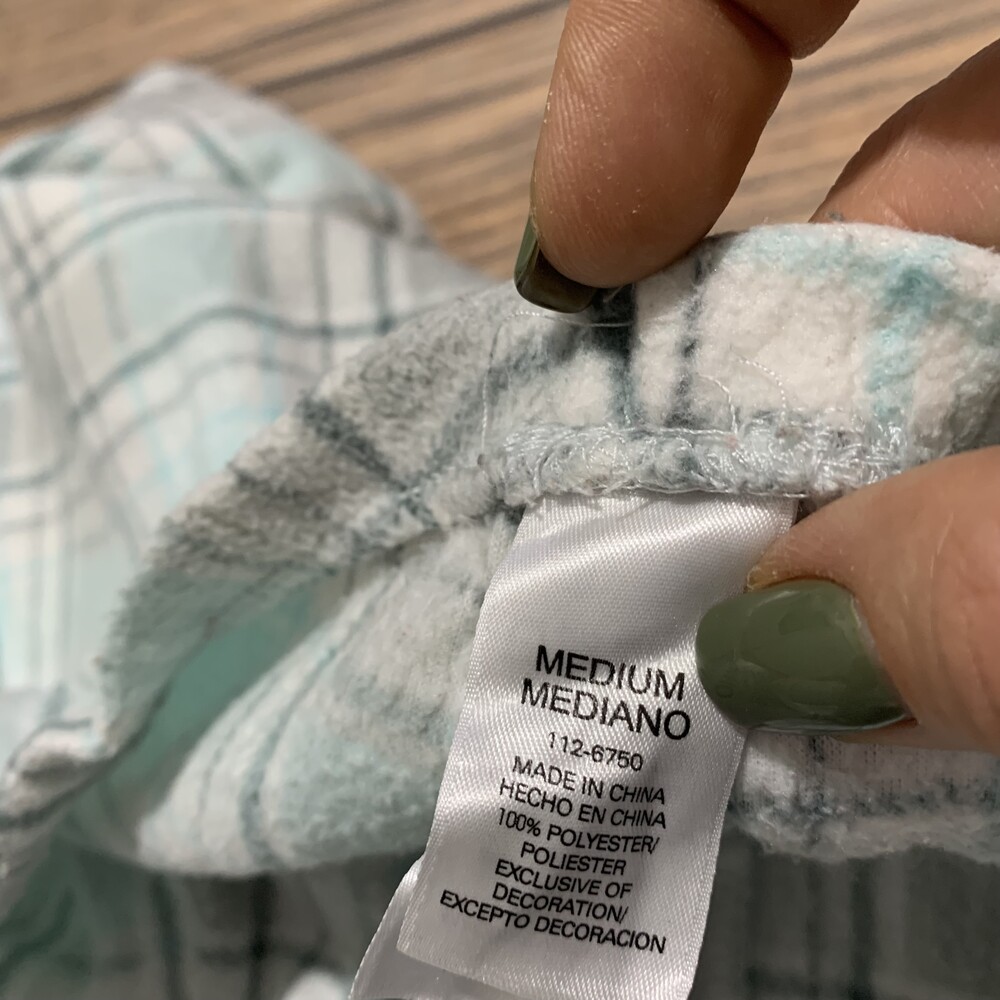 MEDIUM
MEDIANO
112-6750
MADE IN CHINA
HECHO EN CHINA
100% POLYESTER/
POLIESTER
EXCLUSIVE OF
DECORATION/
EXCEPTO DECORACION